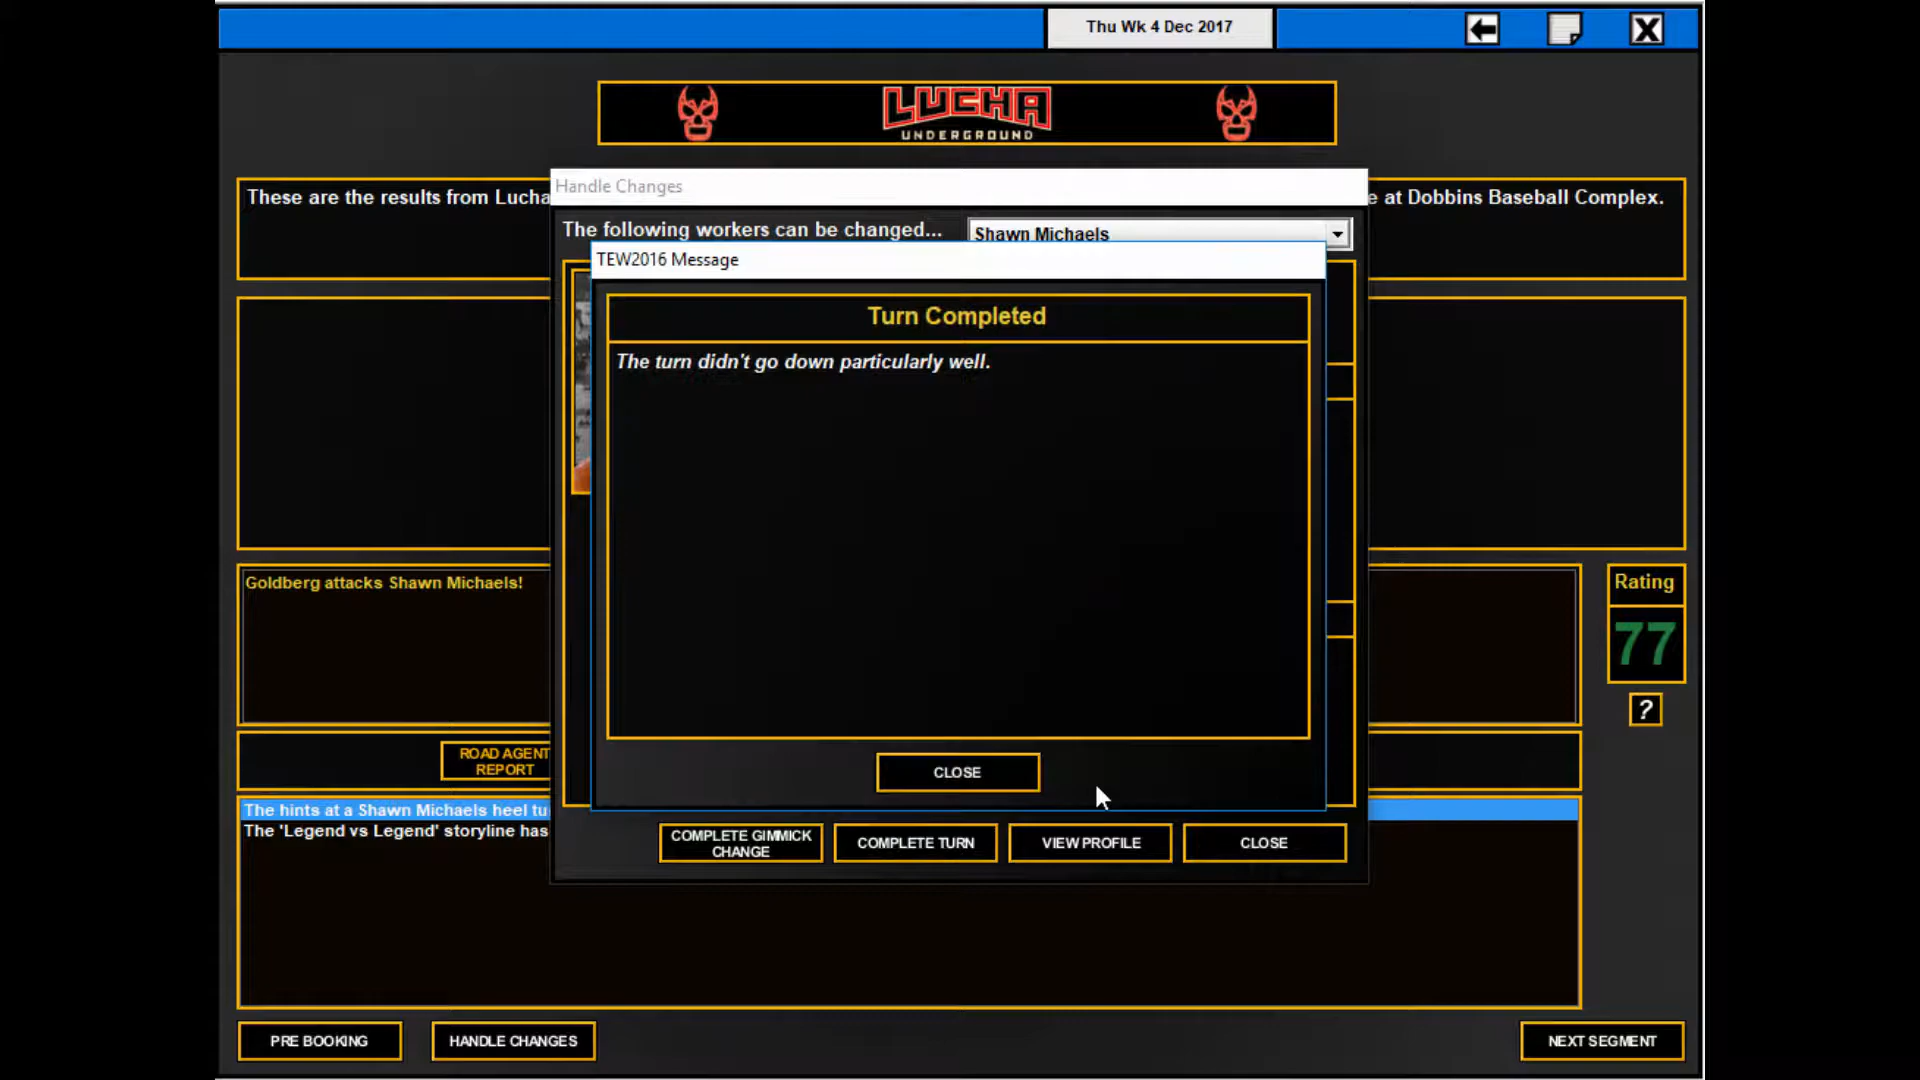 Thu Wk 4 Dec 2017
LUCHA
UNDERGROUND
Handle Changes
These are the results from Lucha
e at Dobbins Baseball Complex.
The following workers can be changed...
Shawn Michaels
TEW2016 Message
Turn Completed
The turn didn't go down particularly well.
Goldberg attacks Shawn Michaels!
Rating
77
?
ROAD AGENT
REPORT
CLOSE
The hints at a Shawn Michaels heel tu
The 'Legend vs Legend' storyline has
COMPLETE GIMMICK
CHANGE
COMPLETE TURN
VIEW PROFILE
CLOSE
PRE BOOKING
HANDLE CHANGES
NEXT SEGMENT